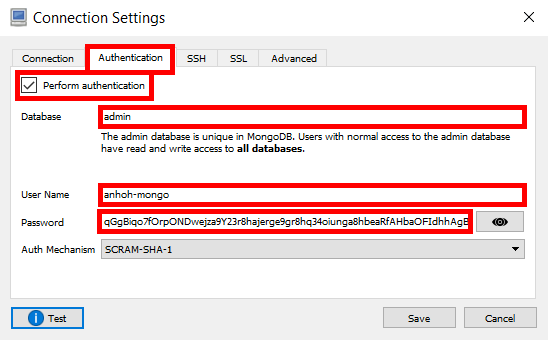 Connection Settings
Connection Authentication SSH SSL Advanced
Perform authentication
Database admin
The admin database is unique in MongoDB. Users with normal access to the admin database
have read and write access to all databases.
User Name anhoh-mongo
Password qGgBiqo7fOrpONDwejza9Y23r8hajerge9gr8hq34oiunga8hbeaRfAHbaOFIdhhAgB
Auth Mechanism SCRAM-SHA-1
Test Save Cancel